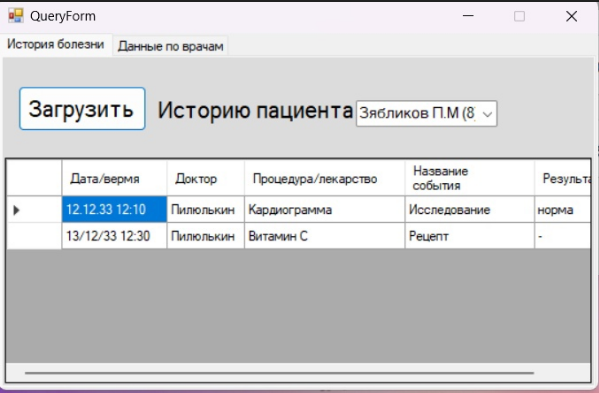 QueryForm
История болезни Данные по врачам
Загрузить Историю пациента Зябликов П.М (8
Дата/вермя Доктор Процедура/лекарство Название события Результа
12.12.33 12:10 Пилюлькин Кардиограмма Исследование норма
13/12/33 12:30 Пилюлькин Витамин С Рецепт -